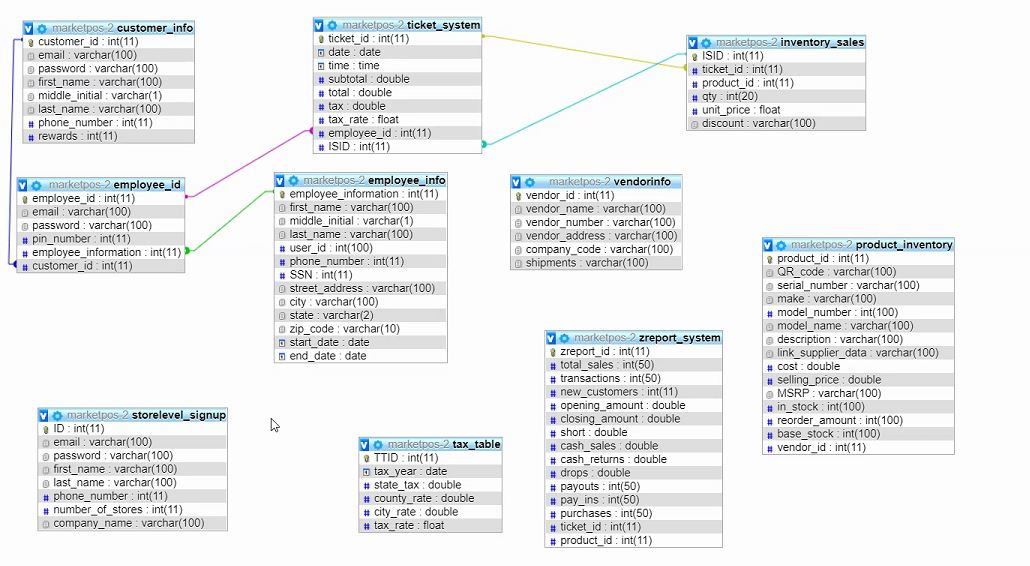 marketpos-2 customer_info
customer_id : int(11)
email : varchar(100)
password : varchar(100)
first_name : varchar(100)
middle_initial : varchar(1)
last_name : varchar(100)
phone_number : int(11)
rewards : int(11)
marketpos-2 ticket_system
ticket_id : int(11)
date : date
time : time
subtotal : double
total : double
tax : double
tax_rate : float
employee_id : int(11)
ISID : int(11)
marketpos-2 inventory_sales
ISID : int(11)
ticket_id : int(11)
product_id : int(11)
qty : int(20)
unit_price : float
discount : varchar(100)
marketpos-2 employee_id
employee_id : int(11)
email : varchar(100)
password : varchar(100)
pin_number : int(11)
employee_information : int(11)
customer_id : int(11)
marketpos-2 employee_info
employee_information : int(11)
first_name : varchar(100)
middle_initial : varchar(1)
last_name : varchar(100)
user_id : int(100)
phone_number : int(11)
SSN : int(11)
street_address : varchar(100)
city : varchar(100)
state : varchar(2)
zip_code : varchar(10)
start_date : date
end_date : date
marketpos-2 vendorinfo
vendor_id : int(11)
vendor_name : varchar(100)
vendor_number : varchar(100)
vendor_address : varchar(100)
company_code : varchar(100)
shipments : varchar(100)
marketpos-2 product_inventory
product_id : int(11)
QR_code : varchar(100)
serial_number : varchar(100)
make : varchar(100)
model_number : int(100)
model_name : varchar(100)
description : varchar(100)
link_supplier_data : varchar(100)
cost : double
selling_price : double
MSRP : varchar(100)
in_stock : int(100)
reorder_amount : int(100)
base_stock : int(100)
vendor_id : int(11)
marketpos-2 zreport_system
zreport_id : int(11)
total_sales : int(50)
transactions : int(50)
new_customers : int(11)
opening_amount : double
closing_amount : double
short : double
cash_sales : double
cash_returns : double
drops : double
payouts : int(50)
pay_ins : int(50)
purchases : int(50)
ticket_id : int(11)
product_id : int(11)
marketpos-2 storelevel_signup
ID : int(11)
email : varchar(100)
password : varchar(100)
first_name : varchar(100)
last_name : varchar(100)
phone_number : int(11)
number_of_stores : int(11)
company_name : varchar(100)
marketpos-2 tax_table
TTID : int(11)
tax_year : date
state_tax : double
county_rate : double
city_rate : double
tax_rate : float